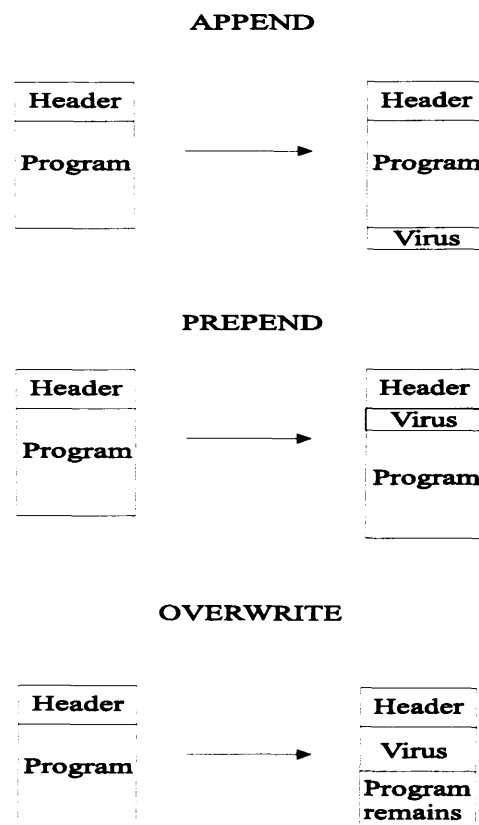 APPEND
Header
Program
Header
Program
Virus
PREPEND
Header
Program
Header
Virus
Program
OVERWRITE
Header
Program
Header
Virus
Program
remains